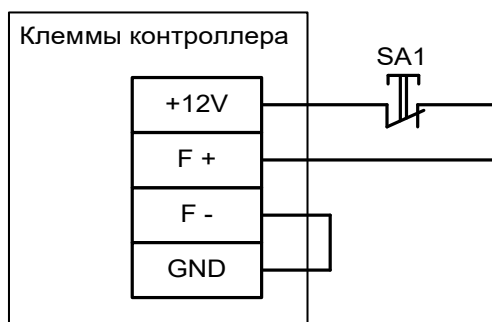 Клеммы контроллера
SA1
+12V
F +
F -
GND